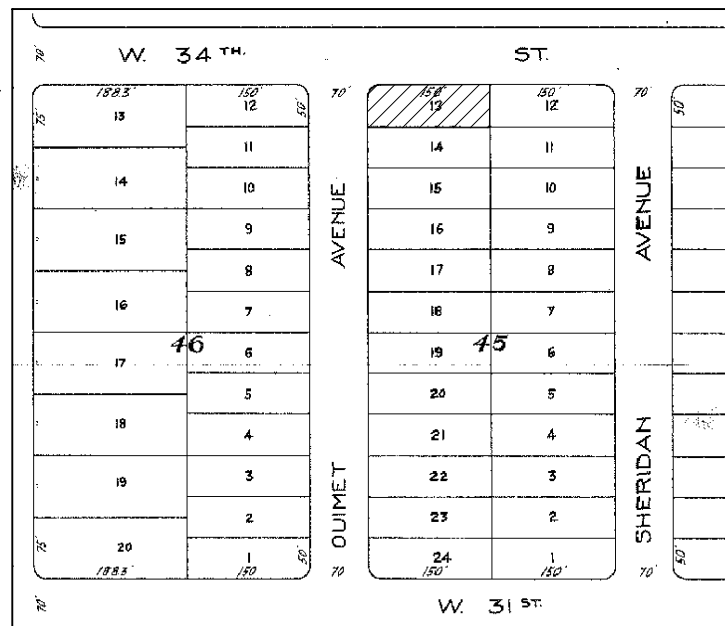 70' W. 34TH. ST.
188.3' 150' 70' 150' 150' 70'
75' 13 12 50' 13 12 50'
11 14 11
14 10 15 10
15 9 16 9
8 17 8
16 7 18 7
46 45
17 6 19 6
5 20 5
18 4 21 4
19 3 22 3
2 23 2
75' 20 1 50' 24 1 50'
188.3' 150 70 150' 150' 70'
OUIMET AVENUE
SHERIDAN AVENUE
70' W. 31 ST.